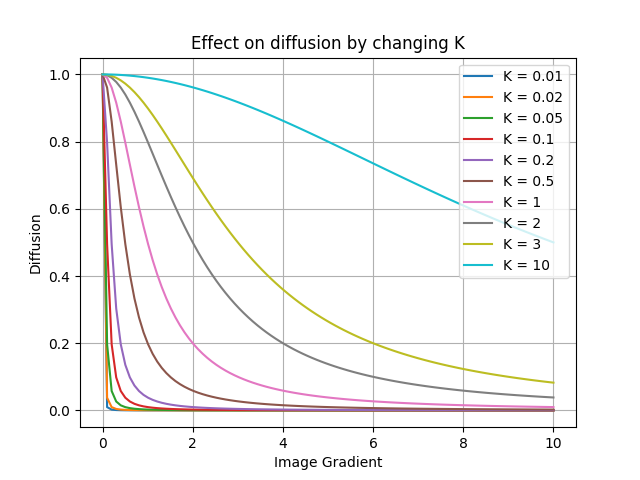 Effect on diffusion by changing K
Diffusion
1.0
0.8
0.6
0.4
0.2
0.0
0
2
4
6
8
10
Image Gradient
K = 0.01
K = 0.02
K = 0.05
K = 0.1
K = 0.2
K = 0.5
K = 1
K = 2
K = 3
K = 10